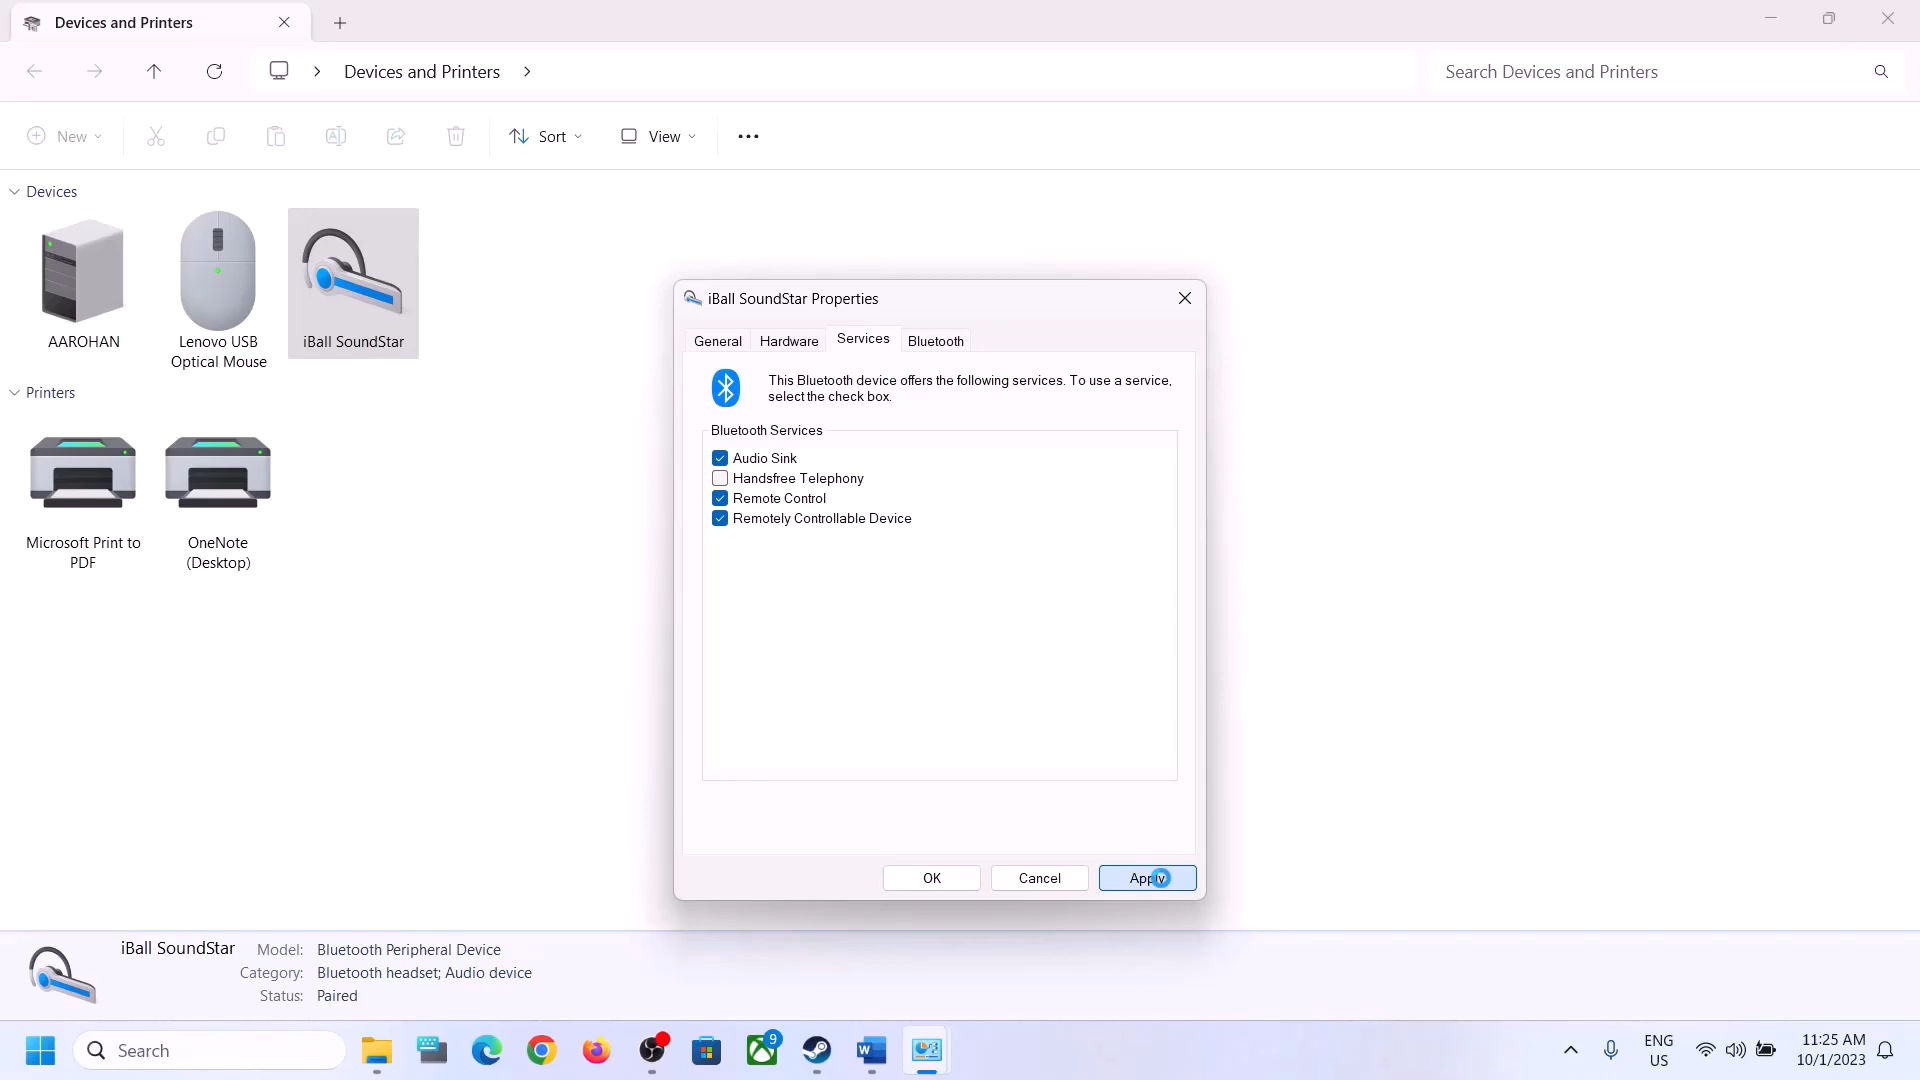 Devices and Printers
Devices and Printers
Search Devices and Printers
New
Sort
View
Devices
AAROHAN
Lenovo USB
Optical Mouse
iBall SoundStar
Printers
Microsoft Print to
PDF
OneNote
(Desktop)
iBall SoundStar Properties
General
Hardware
Services
Bluetooth
This Bluetooth device offers the following services. To use a service,
select the check box.
Bluetooth Services
Audio Sink
Handsfree Telephony
Remote Control
Remotely Controllable Device
OK
Cancel
Apply
iBall SoundStar
Model: Bluetooth Peripheral Device
Category: Bluetooth headset; Audio device
Status: Paired
Search
9
ENG
US
11:25 AM
10/1/2023